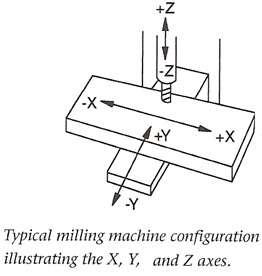 +Z
-Z
-X
+Y
+X
-Y
Typical milling machine configuration
illustrating the X, Y, and Z axes.